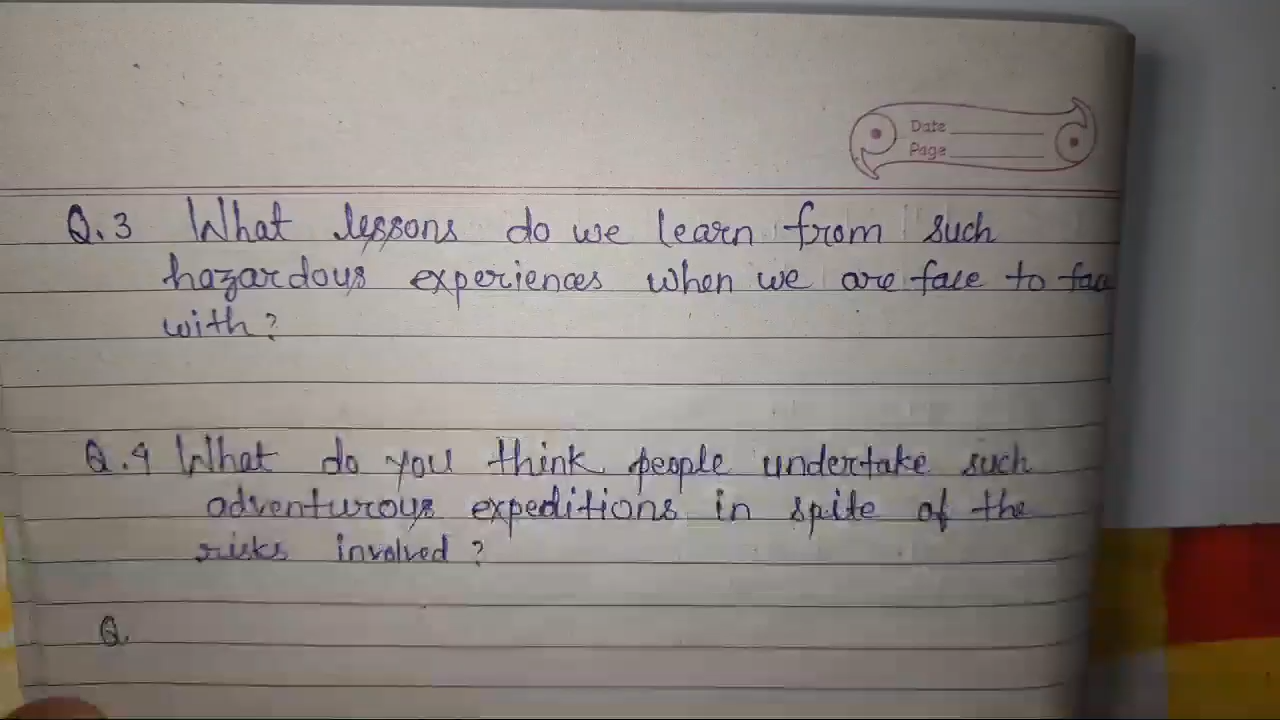 Date
Page
Q.3 What lessons do we learn from such
hazardous experiences when we are face to face
with?
Q.4 What do you think people undertake such
adventurous expeditions in spite of the
risks involved?
Q.